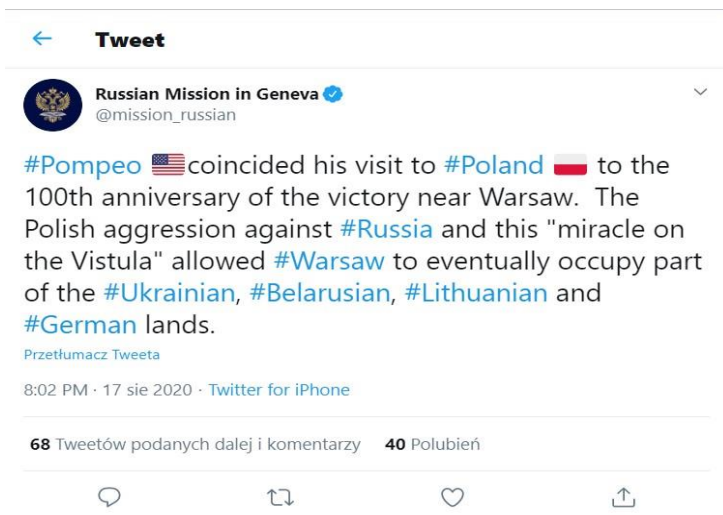 Tweet
Russian Mission in Geneva
@mission_russian
#Pompeo coincided his visit to #Poland to the
100th anniversary of the victory near Warsaw. The
Polish aggression against #Russia and this "miracle on
the Vistula" allowed #Warsaw to eventually occupy part
of the #Ukrainian, #Belarusian, #Lithuanian and
#German lands.
Przetłumacz Tweeta
8:02 PM · 17 sie 2020 · Twitter for iPhone
68 Tweetów podanych dalej i komentarzy 40 Polubień